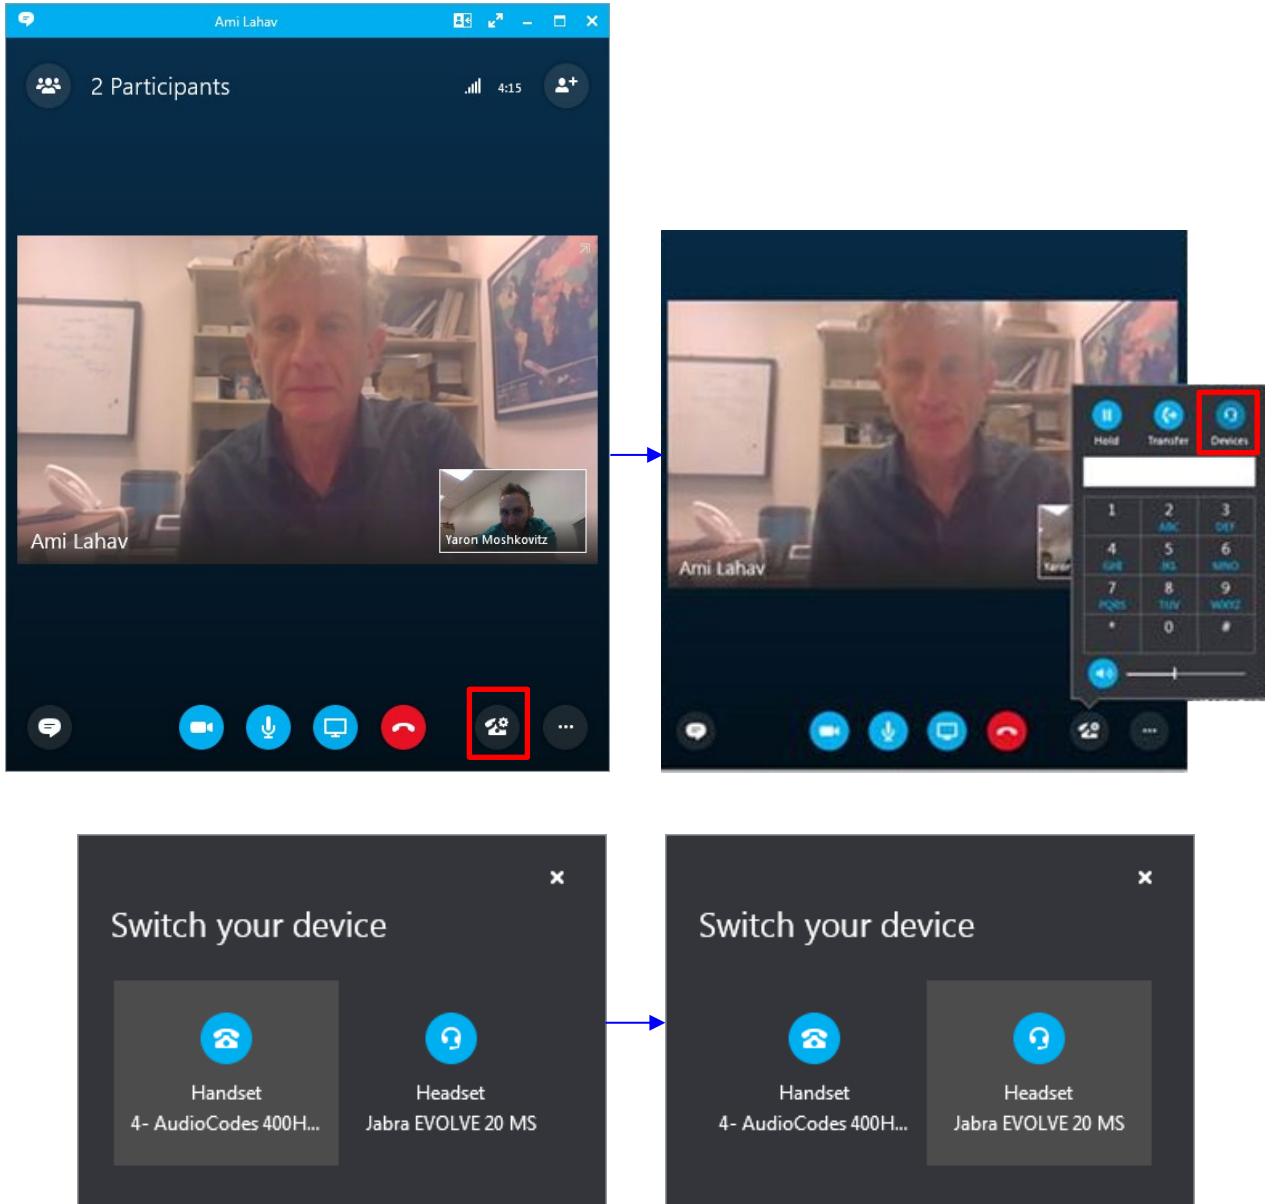 Ami Lahav
2 Participants
4:15
Ami Lahav
Yaron Moshkovitz
Hold Transfer Devices
1 2 3
ABC DEF
4 5 6
GHI JKL MNO
7 8 9
PQRS TUV WXYZ
* 0 #
Ami Lahav
Yaron
Switch your device
Handset
4- AudioCodes 400H...
Headset
Jabra EVOLVE 20 MS
Switch your device
Handset
4- AudioCodes 400H...
Headset
Jabra EVOLVE 20 MS